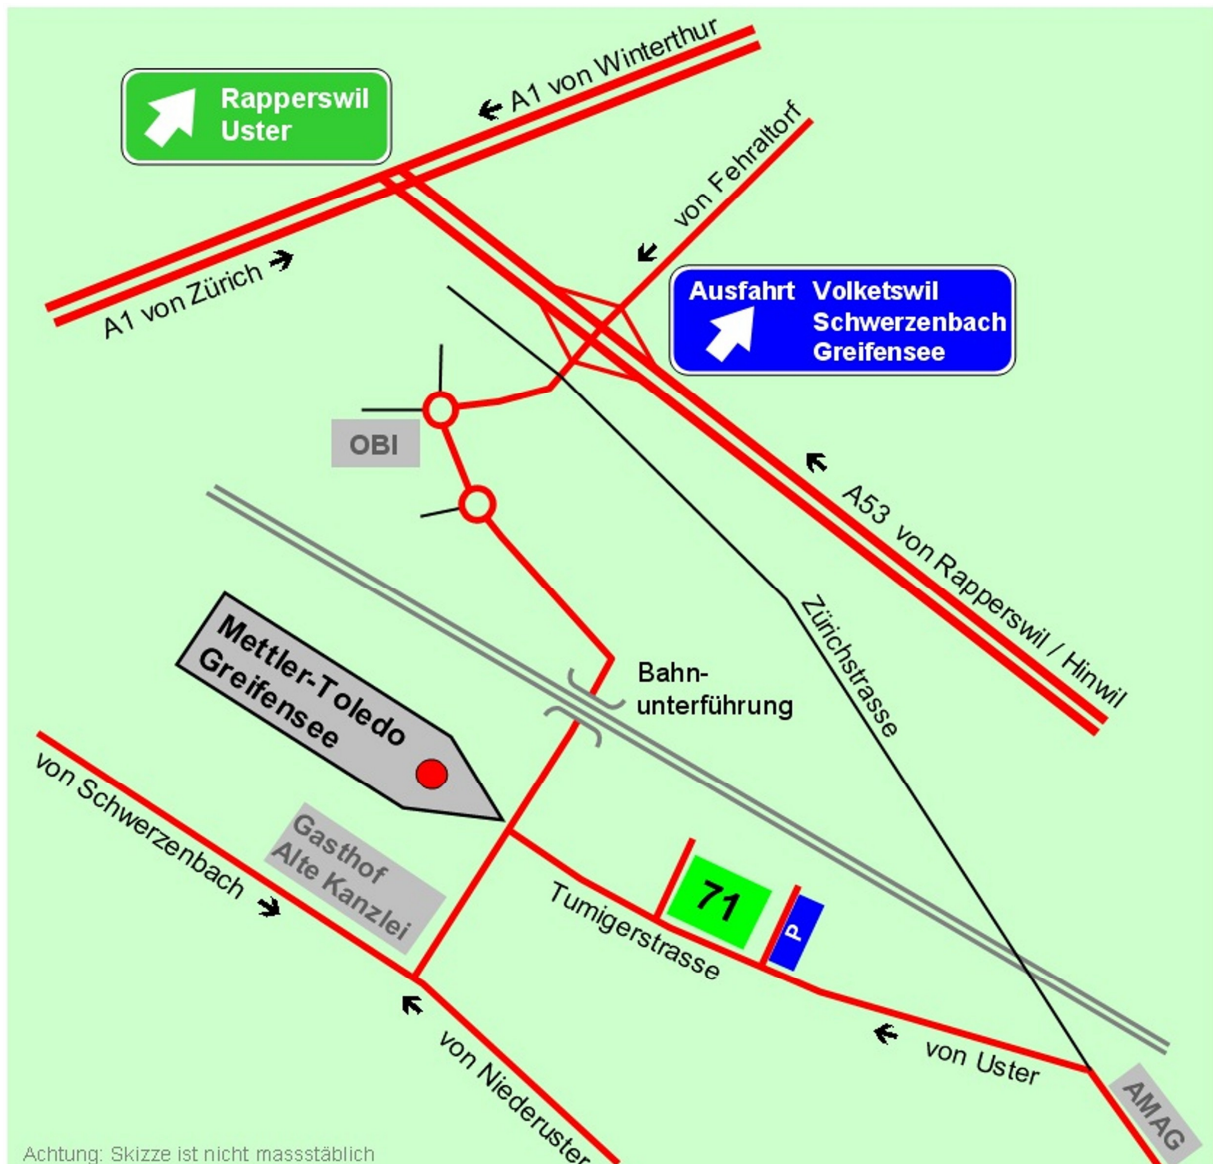 A1 von Winterthur
Rapperswil
Uster
von Fehraltorf
A1 von Zürich
Ausfahrt Volketswil
Schwerzenbach
Greifensee
OBI
A53 von Rapperswil / Hinwil
Zürichstrasse
Mettler-Toledo
Greifensee
Bahn-
unterführung
von Schwerzenbach
Gasthof
Alte Kanzlei
71
P
Tumigerstrasse
von Uster
von Niederuster
AMAG
Achtung: Skizze ist nicht massstäblich